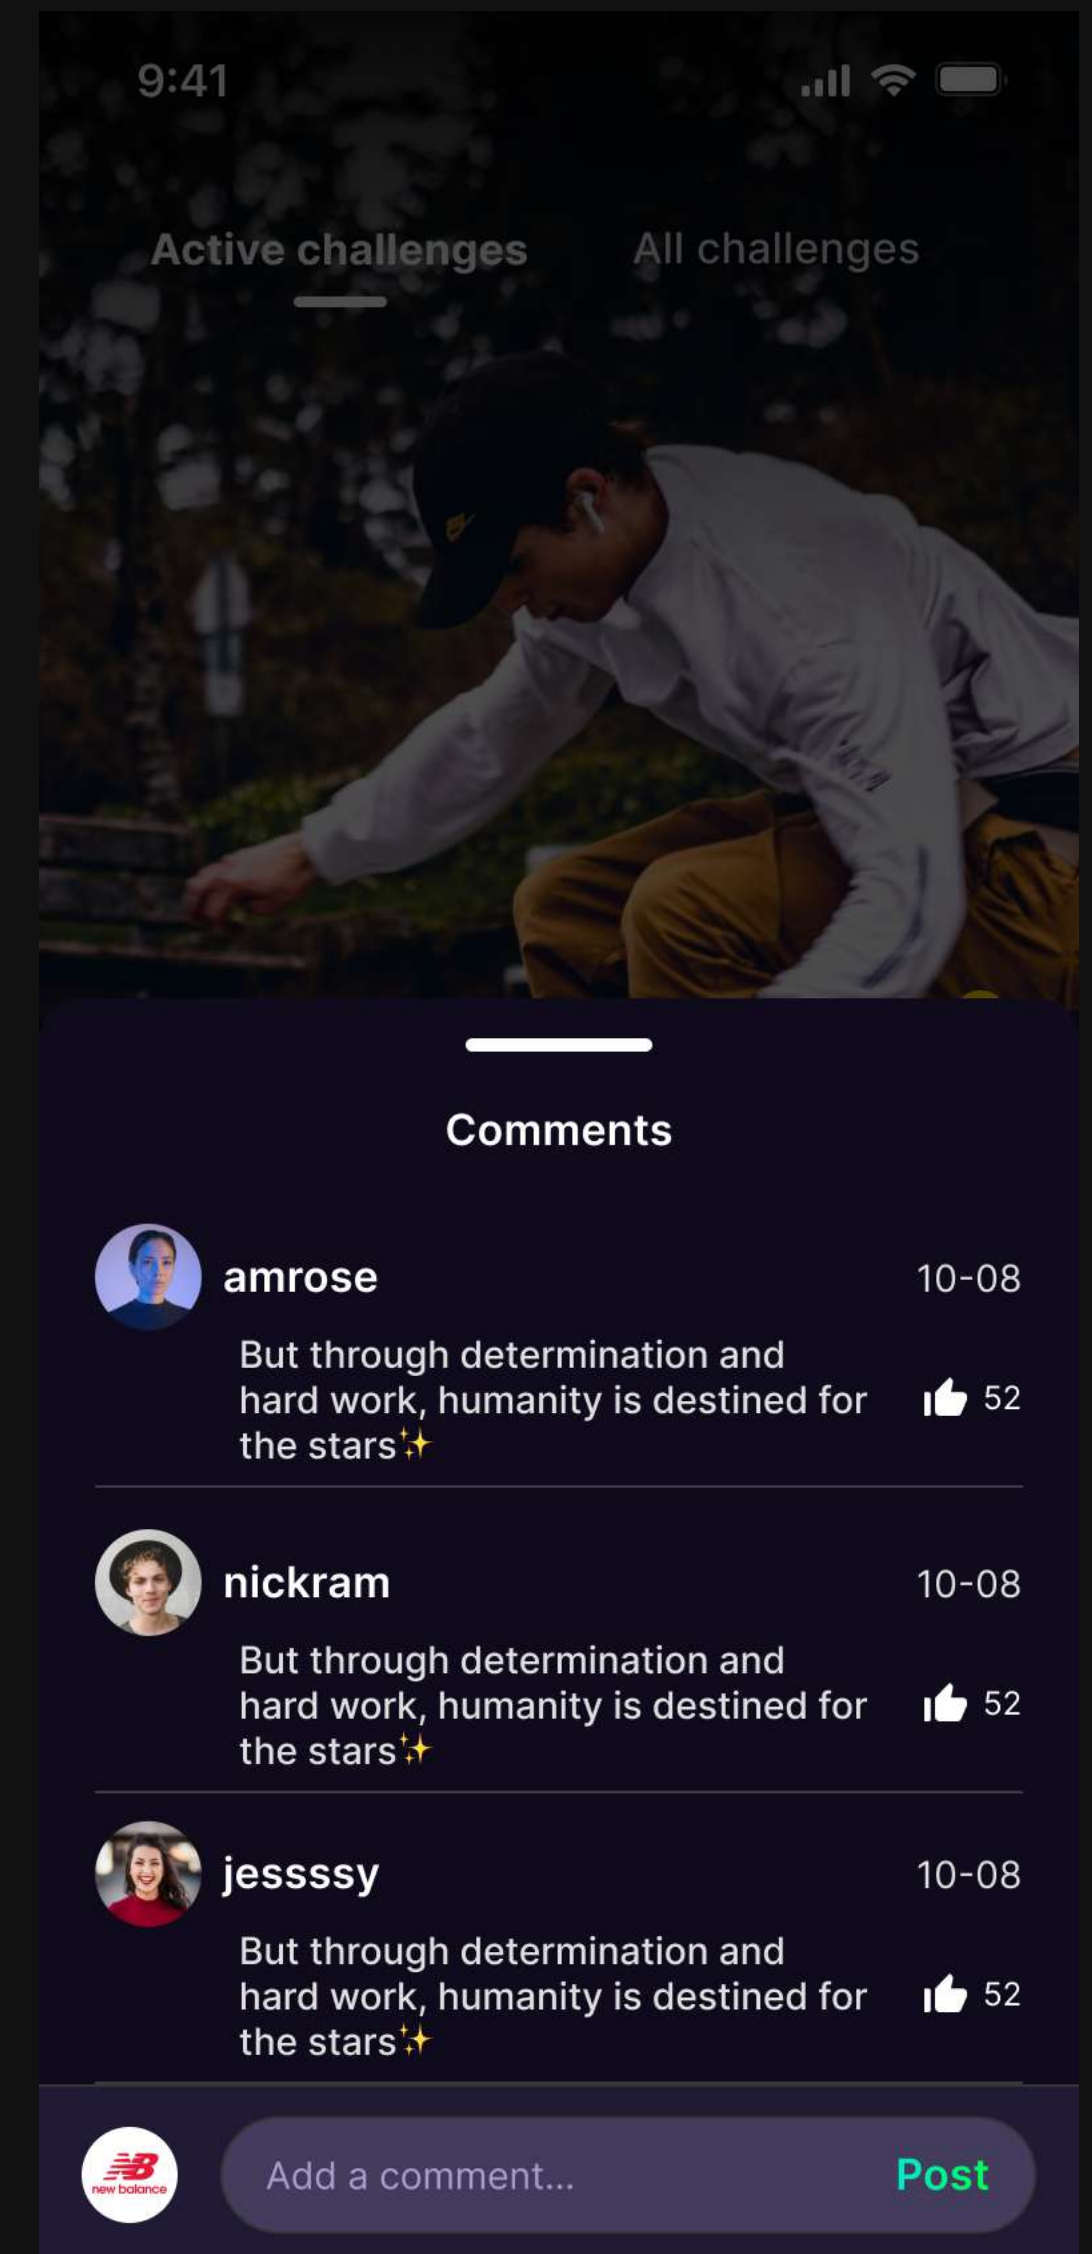 9:41
Active challenges
All challenges
Comments
amrose
10-08
But through determination and
hard work, humanity is destined for
the stars✨
52
nickram
10-08
But through determination and
hard work, humanity is destined for
the stars✨
52
jessssy
10-08
But through determination and
hard work, humanity is destined for
the stars✨
52
NB
new balance
Add a comment...
Post